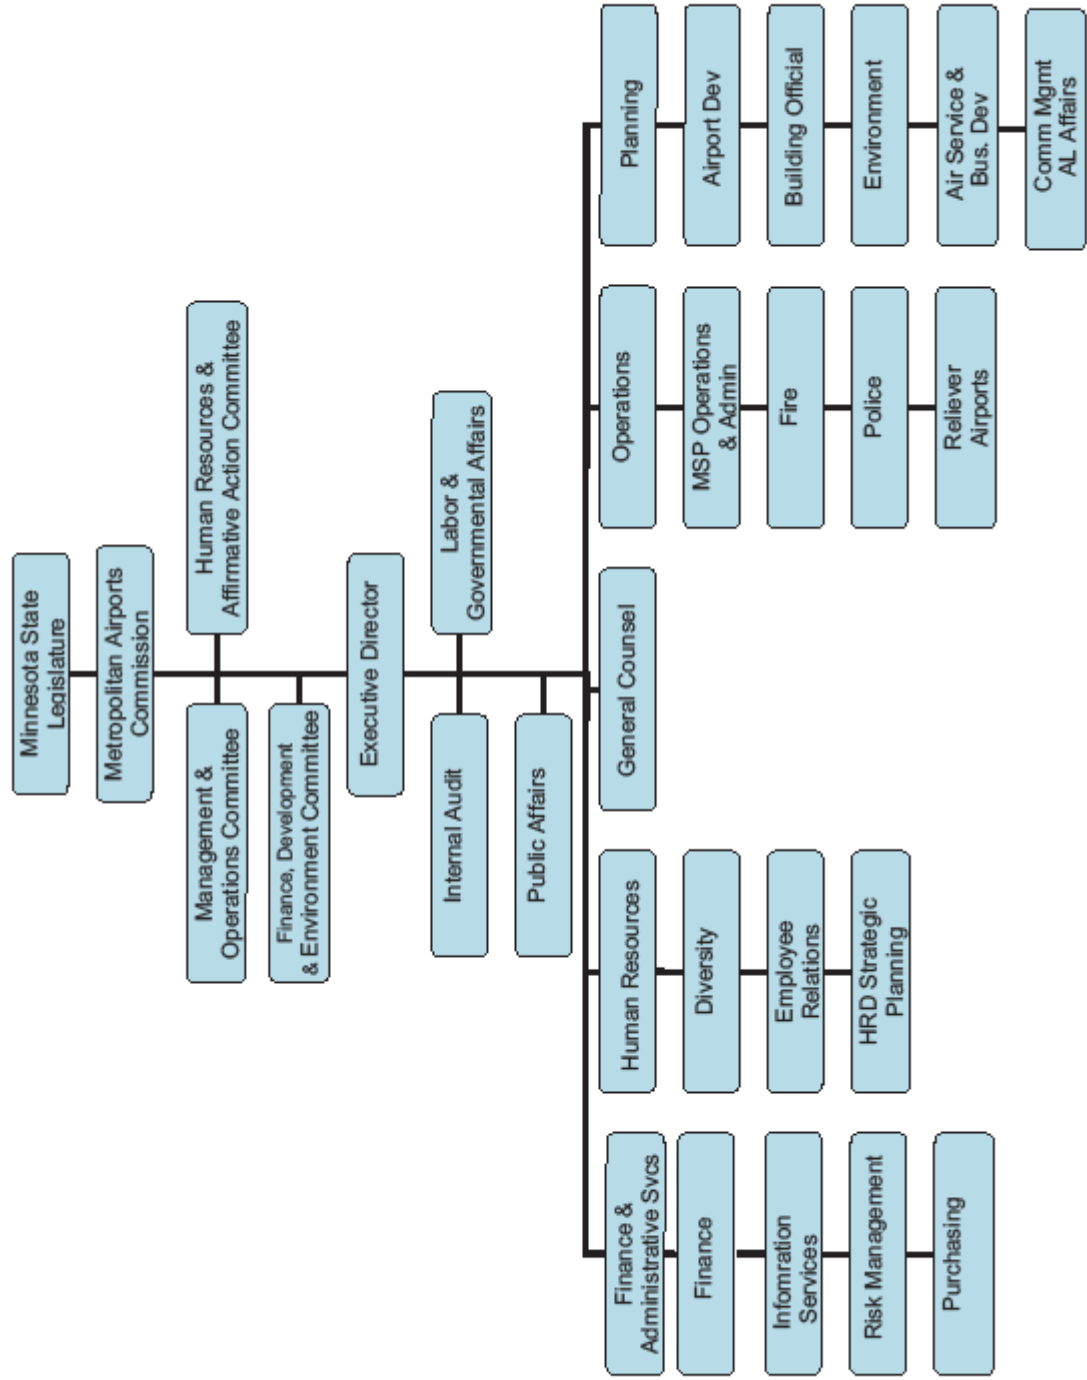 Minnesota State
Legislature
Metropolitan Airports
Commission
Management &
Operations Committee
Human Resources &
Affirmative Action Committee
Finance, Development
& Environment Committee
Executive Director
Internal Audit
Labor &
Governmental Affairs
Public Affairs
Finance &
Administrative Svcs
Finance
Infomration
Services
Risk Management
Purchasing
Human Resources
Diversity
Employee
Relations
HRD Strategic
Planning
General Counsel
Operations
MSP Operations
& Admin
Fire
Police
Reliever
Airports
Planning
Airport Dev
Building Official
Environment
Air Service &
Bus. Dev
Comm Mgmt
AL Affairs